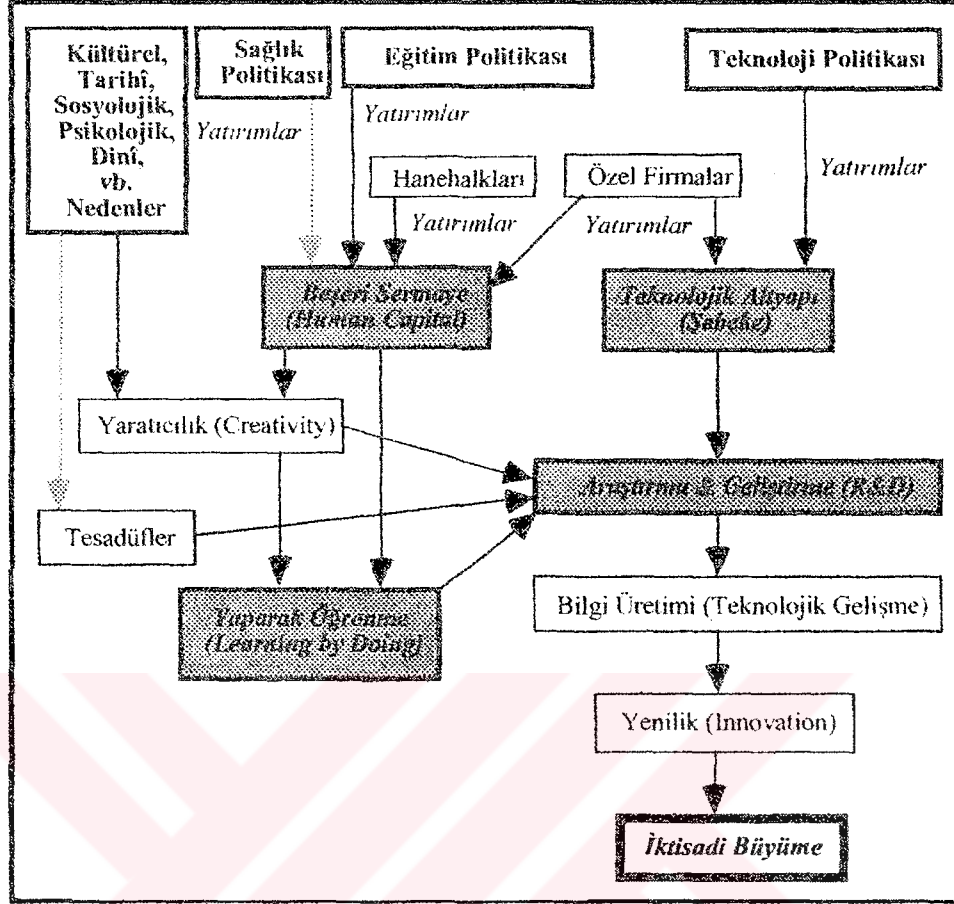 Kültürel,
Tarihî,
Sosyolojik,
Psikolojik,
Dinî,
vb.
Nedenler
Sağlık
Politikası
Eğitim Politikası
Teknoloji Politikası
Yatırımlar
Yatırımlar
Yatırımlar
Hanehalkları
Özel Firmalar
Yatırımlar
Yatırımlar
Beşeri Sermaye
(Human Capital)
Teknolojik Altyapı
(Şebeke)
Yaratıcılık (Creativity)
Araştırma & Geliştirme (R&D)
Tesadüfler
Yaparak Öğrenme
(Learning by Doing)
Bilgi Üretimi (Teknolojik Gelişme)
Yenilik (Innovation)
İktisadi Büyüme